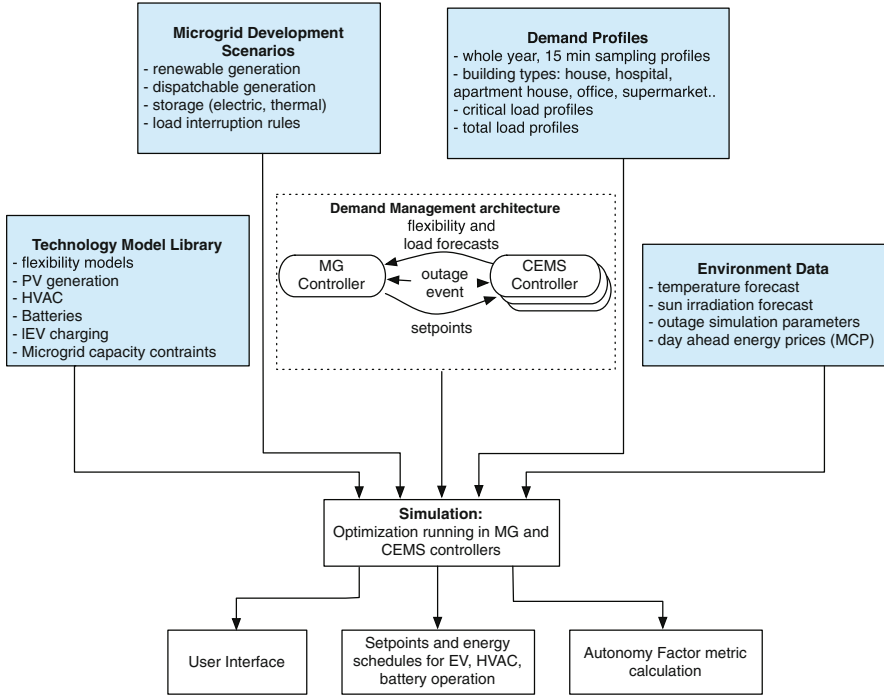 Microgrid Development
Scenarios
- renewable generation
- dispatchable generation
- storage (electric, thermal)
- load interruption rules
Demand Profiles
- whole year, 15 min sampling profiles
- building types: house, hospital,
apartment house, office, supermarket..
- critical load profiles
- total load profiles
Technology Model Library
- flexibility models
- PV generation
- HVAC
- Batteries
- IEV charging
- Microgrid capacity contraints
Demand Management architecture
flexibility and
load forecasts
MG
Controller
outage
event
CEMS
Controller
setpoints
Environment Data
- temperature forecast
- sun irradiation forecast
- outage simulation parameters
- day ahead energy prices (MCP)
Simulation:
Optimization running in MG and
CEMS controllers
User Interface
Setpoints and energy
schedules for EV, HVAC,
battery operation
Autonomy Factor metric
calculation